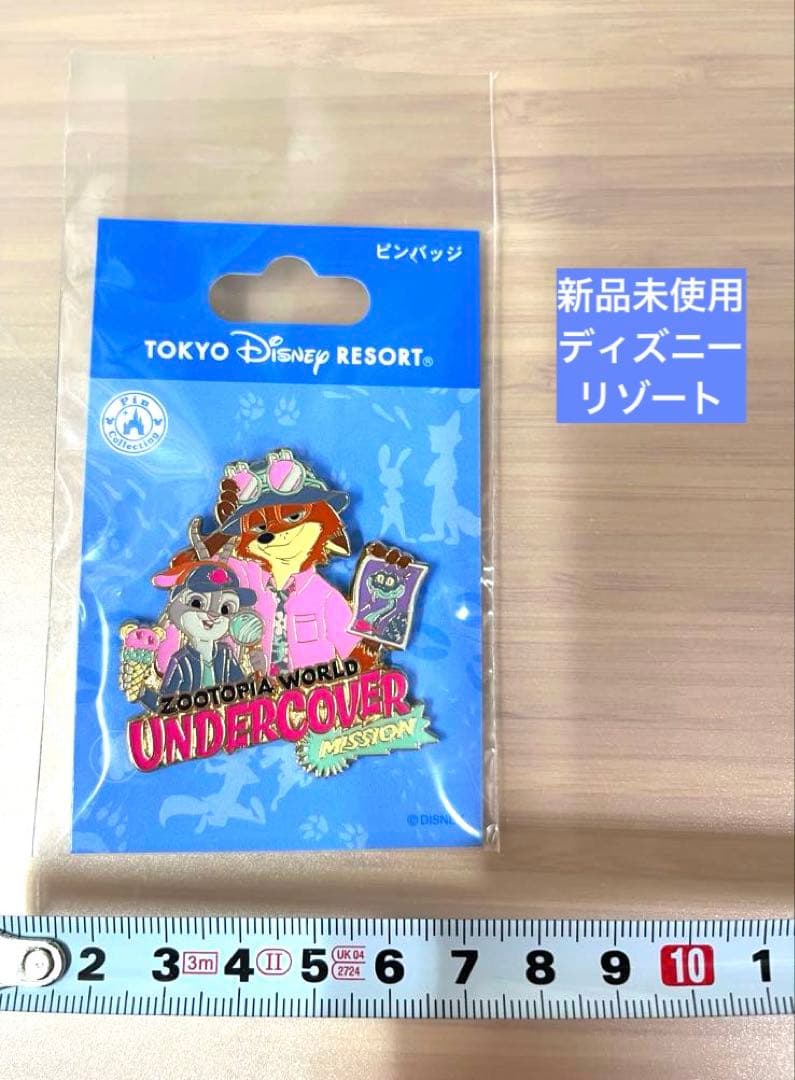 ピンバッジ
TOKYO Disney RESORT®
Pin
Collecting
新品未使用
ディズニー
リゾート
ZOOTOPIA WORLD
UNDERCOVER
MISSION
©DISNEY
2 3 3m 4 II 5 UK 04 2724 6 7 8 9 10 1